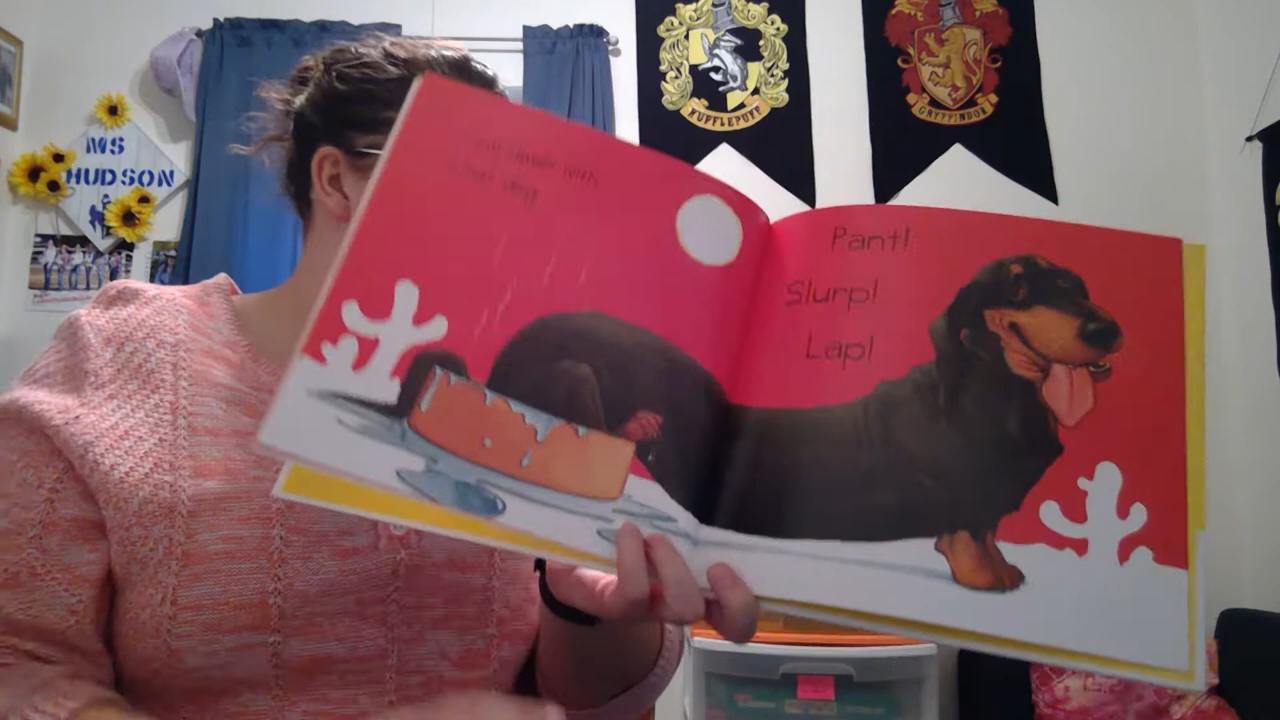 MS
HUDSON
HUFFLEPUFF
GRYFFINDOR
Pant!
Slurp!
Lap!